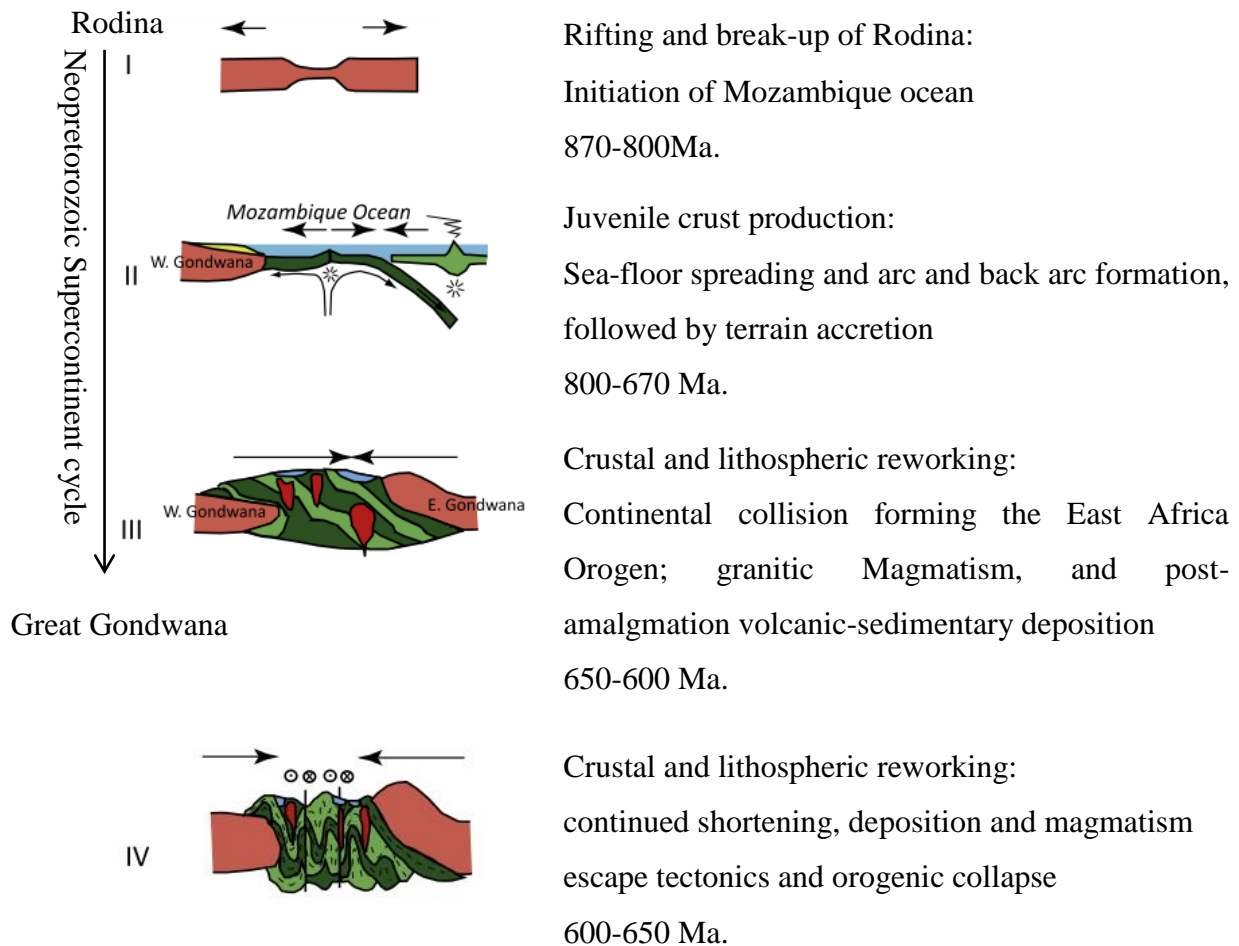 Rodina
Neopretorozoic Supercontinent cycle
I
Rifting and break-up of Rodina:
Initiation of Mozambique ocean
870-800Ma.
Mozambique Ocean
W. Gondwana
II
Juvenile crust production:
Sea-floor spreading and arc and back arc formation,
followed by terrain accretion
800-670 Ma.
W. Gondwana
E. Gondwana
III
Crustal and lithospheric reworking:
Continental collision forming the East Africa
Orogen; granitic Magmatism, and post-
amalgmation volcanic-sedimentary deposition
650-600 Ma.
Great Gondwana
IV
Crustal and lithospheric reworking:
continued shortening, deposition and magmatism
escape tectonics and orogenic collapse
600-650 Ma.